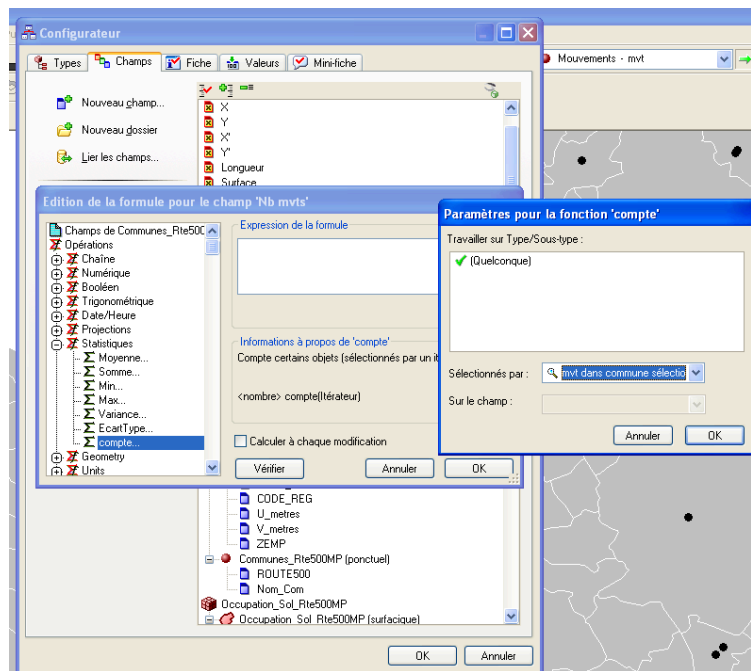 Configurateur
Types
Champs
Fiche
Valeurs
Mini-fiche
Mouvements - mvt
Nouveau champ...
Nouveau dossier
Lier les champs...
X
Y
X'
Y'
Longueur
Surface
Edition de la formule pour le champ 'Nb mvts'
Champs de Communes_Rte500
Opérations
Chaîne
Numérique
Booléen
Trigonométrique
Date/Heure
Projections
Statistiques
Moyenne...
Somme...
Min...
Max...
Variance...
EcartType...
compte...
Geometry
Units
Expression de la formule
Informations à propos de 'compte'
Compte certains objets (sélectionnés par un it
<nombre> compte(Itérateur)
Calculer à chaque modification
Vérifier
Annuler
OK
Paramètres pour la fonction 'compte'
Travailler sur Type/Sous-type :
(Quelconque)
Sélectionnés par :
mvt dans commune sélectio
Sur le champ :
Annuler
OK
CODE_REG
U_metres
V_metres
ZEMP
Communes_Rte500MP (ponctuel)
ROUTE500
Nom_Com
Occupation_Sol_Rte500MP
Occupation_Sol_Rte500MP (surfacique)
OK
Annuler